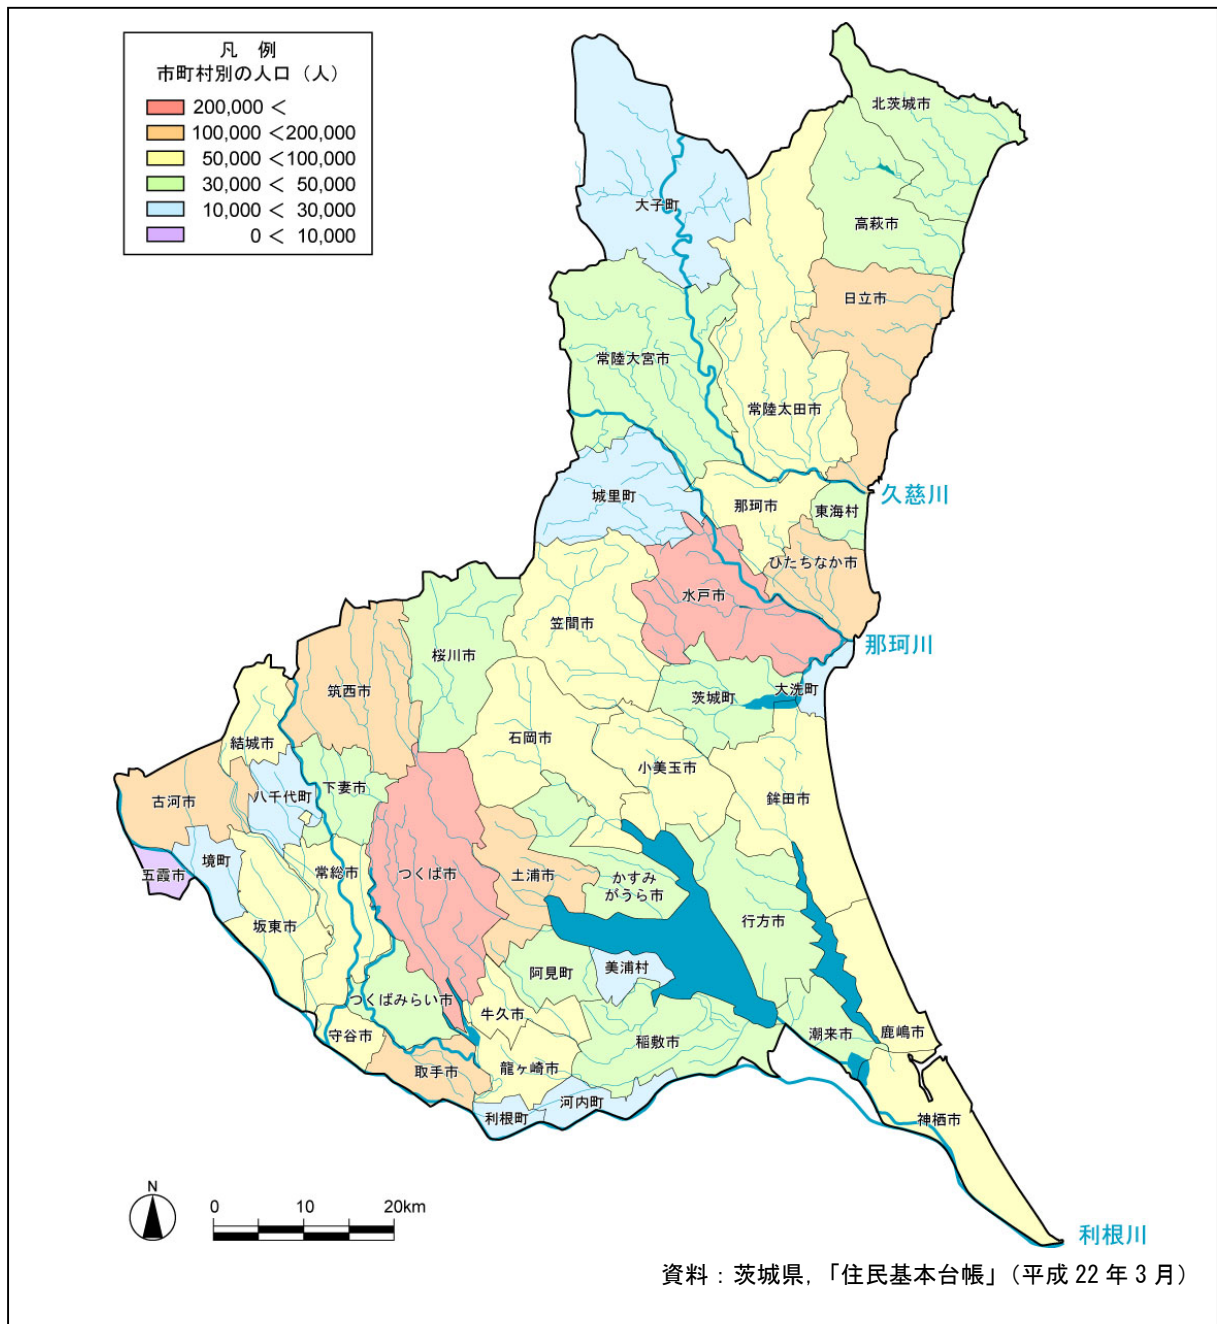 凡 例
市町村別の人口（人）
200,000 <
100,000 <200,000
50,000 <100,000
30,000 < 50,000
10,000 < 30,000
0 < 10,000
北茨城市
大子町
高萩市
日立市
常陸大宮市
常陸太田市
久慈川
城里町
那珂市
東海村
ひたちなか市
水戸市
笠間市
那珂川
桜川市
筑西市
茨城町
大洗町
結城市
石岡市
小美玉市
古河市
八千代町
下妻市
鉾田市
五霞市
境町
常総市
つくば市
土浦市
かすみ
がうら市
坂東市
行方市
阿見町
美浦村
つくばみらい市
牛久市
守谷市
稲敷市
潮来市
鹿嶋市
取手市
龍ヶ崎市
利根町
河内町
神栖市
N
0 10 20km
利根川
資料：茨城県，「住民基本台帳」（平成 22 年 3 月）